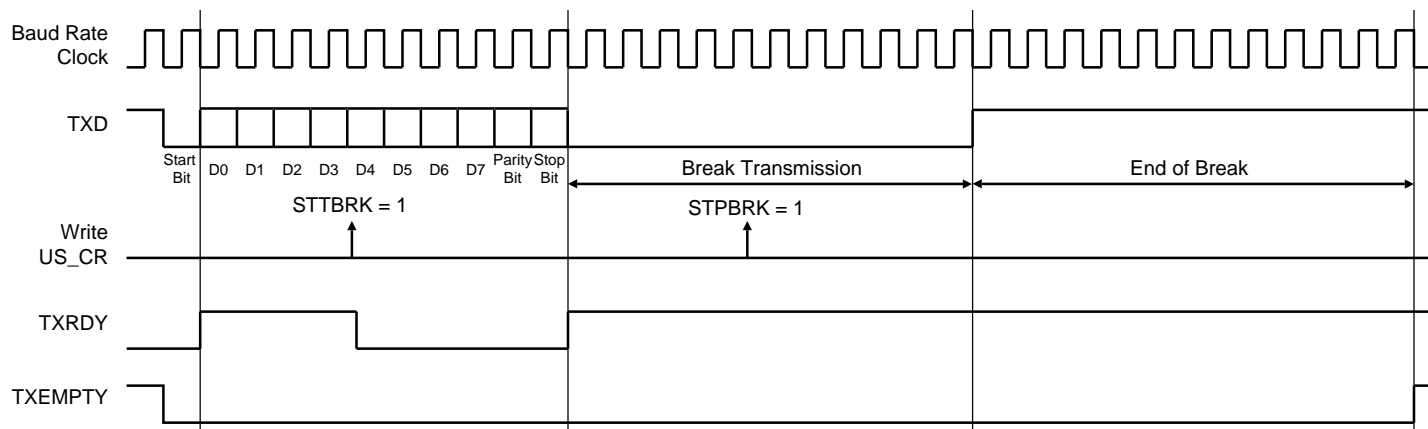 Baud Rate
Clock
TXD
Start
Bit
D0 D1 D2 D3 D4 D5 D6 D7
Parity
Bit
Stop
Bit
Break Transmission
End of Break
STTBRK = 1
STPBRK = 1
Write
US_CR
TXRDY
TXEMPTY